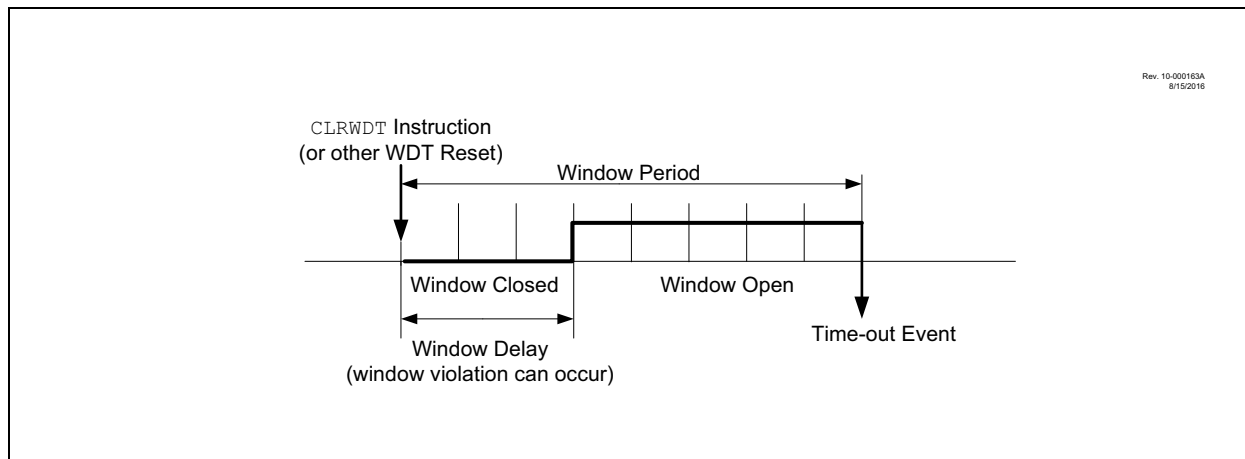 Rev. 10-000163A
8/15/2016
CLRWDT Instruction
(or other WDT Reset)
Window Period
Window Closed
Window Open
Window Delay
(window violation can occur)
Time-out Event